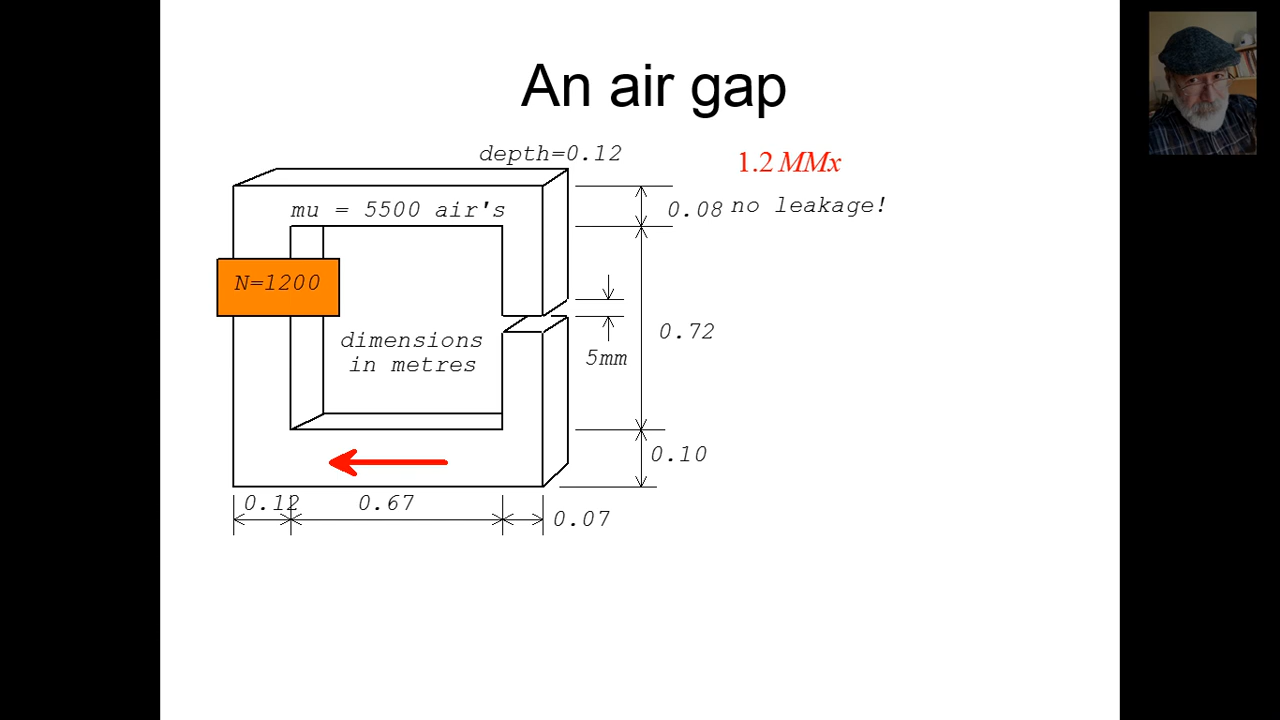 An air gap
depth=0.12
1.2 MMx
mu = 5500 air's
0.08
no leakage!
N=1200
dimensions
in metres
0.72
5mm
0.10
0.12
0.67
0.07